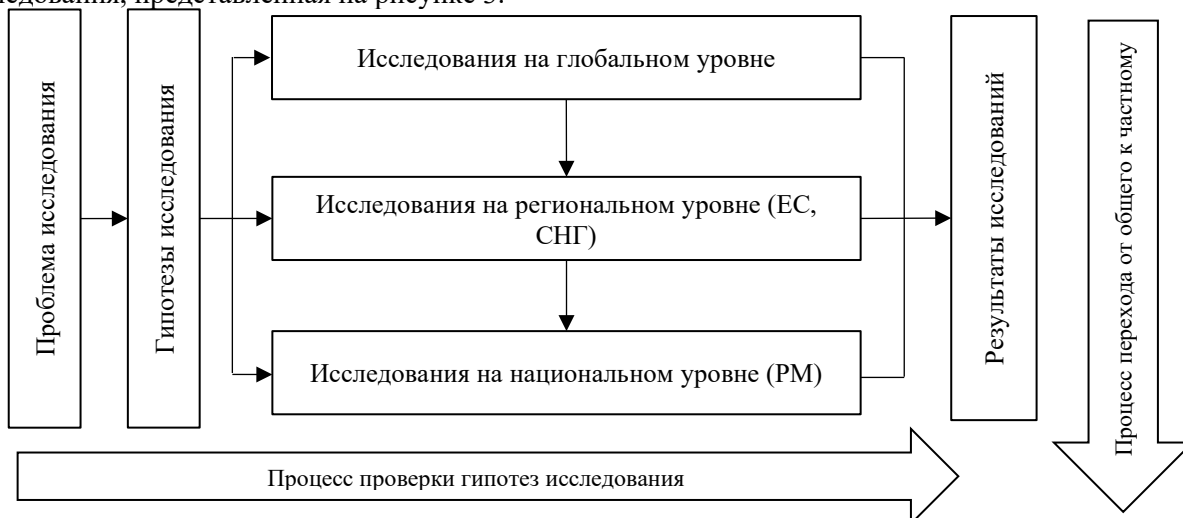 представленная на рисунке 3.
Проблема исследования
Гипотезы исследования
Исследования на глобальном уровне
Исследования на региональном уровне (ЕС,
СНГ)
Исследования на национальном уровне (РМ)
Результаты исследований
Процесс перехода от общего к частному
Процесс проверки гипотез исследования